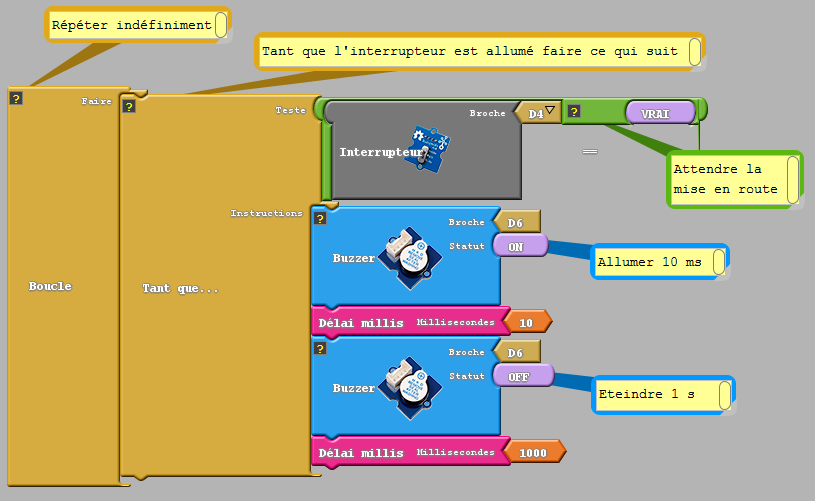 Répéter indéfiniment
Tant que l'interrupteur est allumé faire ce qui suit
? Faire
? Teste
Broche D4 ? VRAI
Interrupteur
Attendre la
mise en route
Instructions
? Broche D6
Statut ON
Buzzer
Allumer 10 ms
Boucle
Tant que...
Délai millis Millisecondes 10
? Broche D6
Statut OFF
Buzzer
Eteindre 1 s
Délai millis Millisecondes 1000